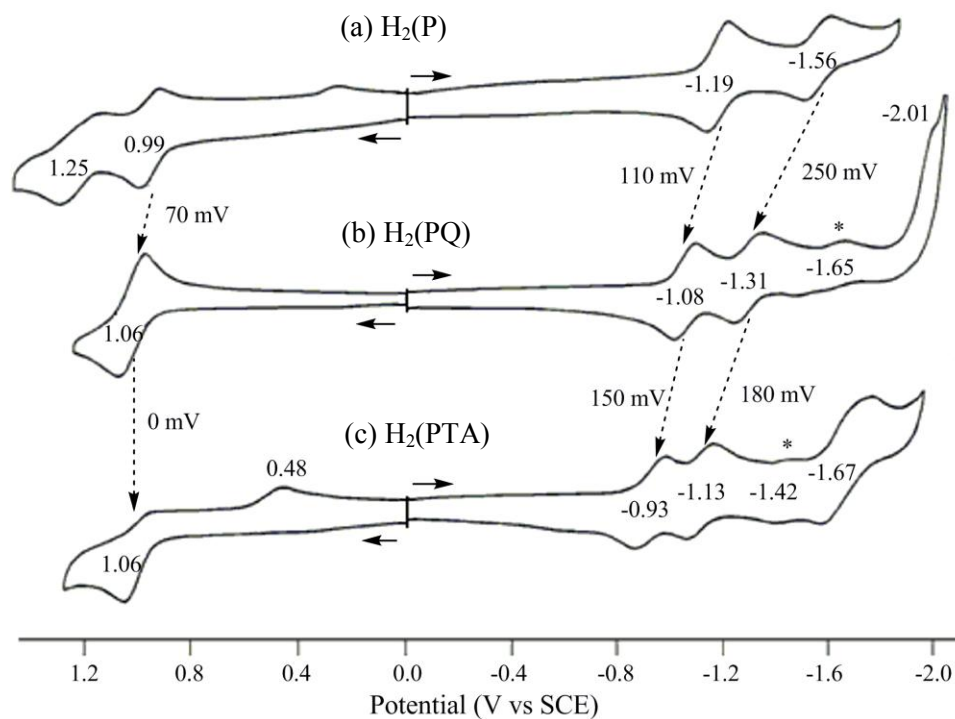 (a) H₂(P)
-1.19
-1.56
0.99
1.25
-2.01
110 mV
250 mV
70 mV
(b) H₂(PQ)
*
-1.08
-1.31
-1.65
1.06
150 mV
180 mV
0 mV
(c) H₂(PTA)
*
0.48
-0.93
-1.13
-1.42
-1.67
1.06
1.2 0.8 0.4 0.0 -0.4 -0.8 -1.2 -1.6 -2.0
Potential (V vs SCE)